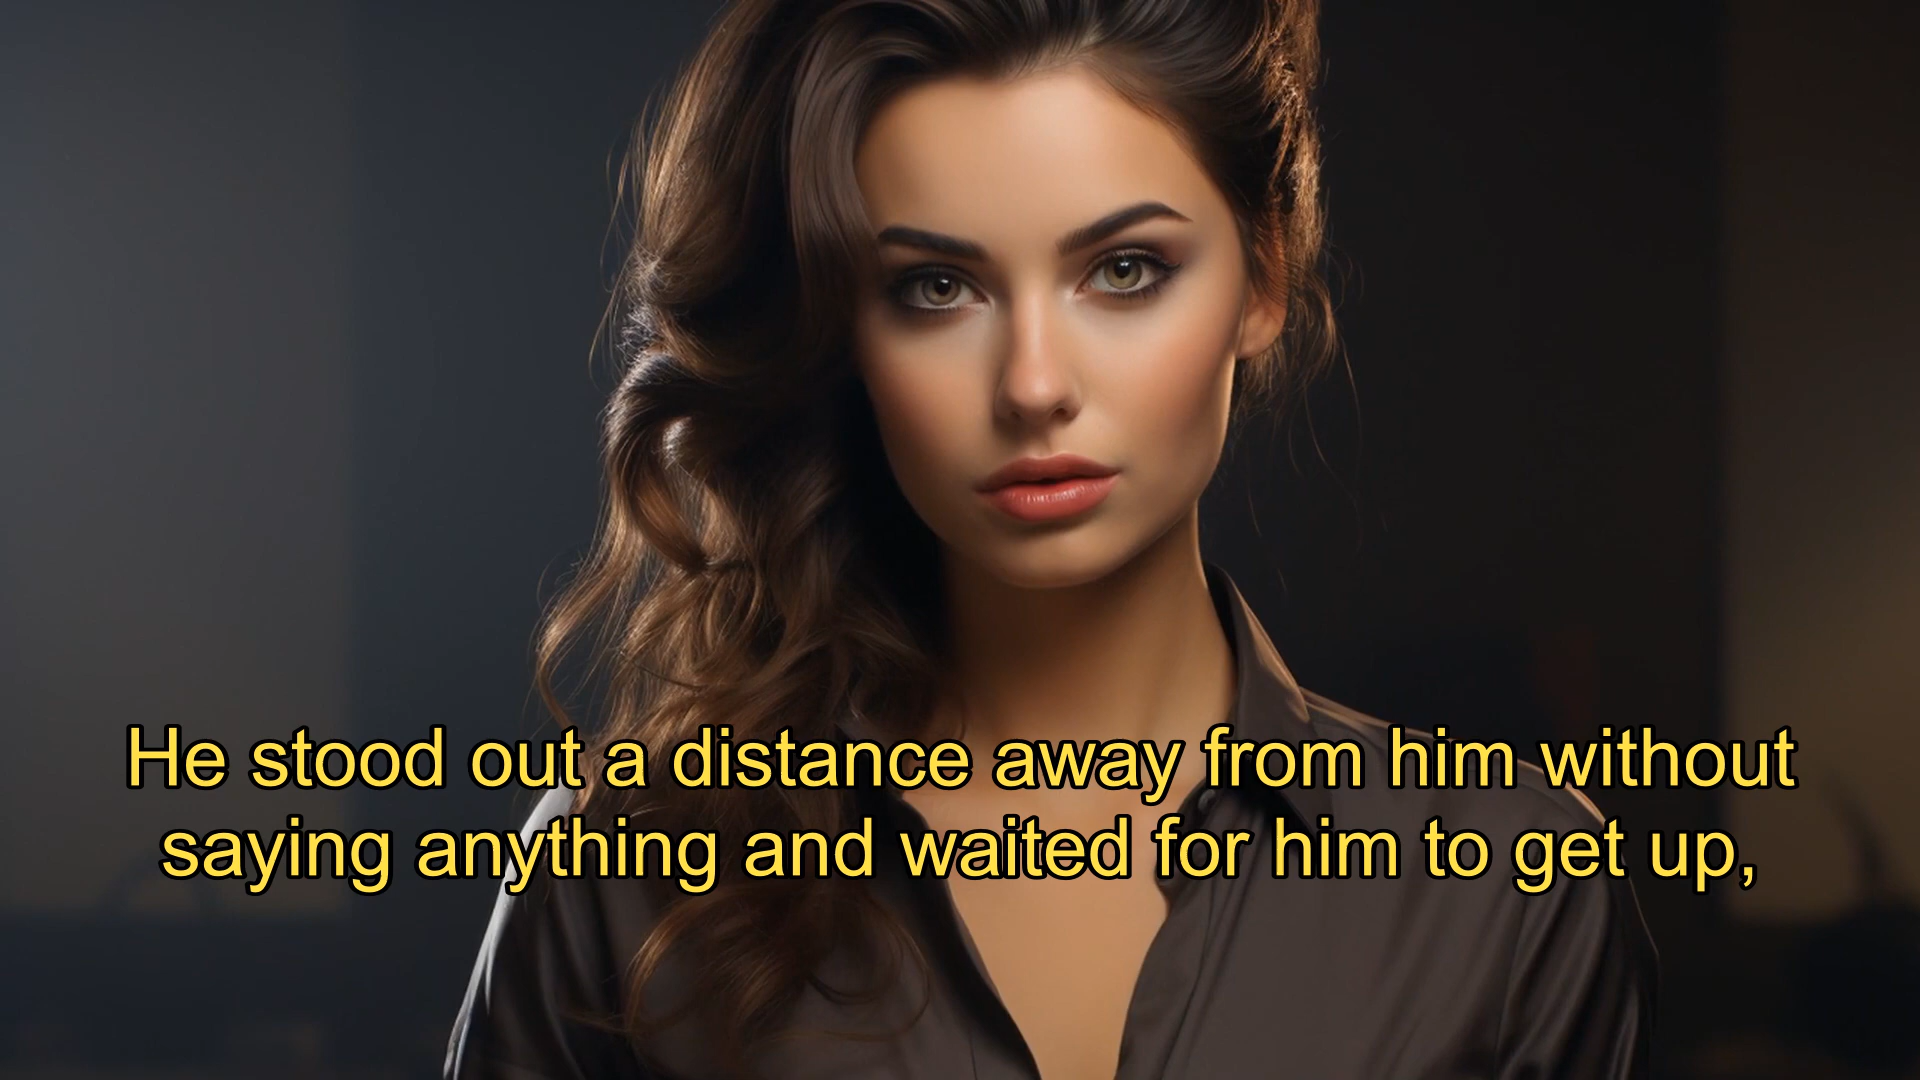 He stood out a distance away from him without
saying anything and waited for him to get up,